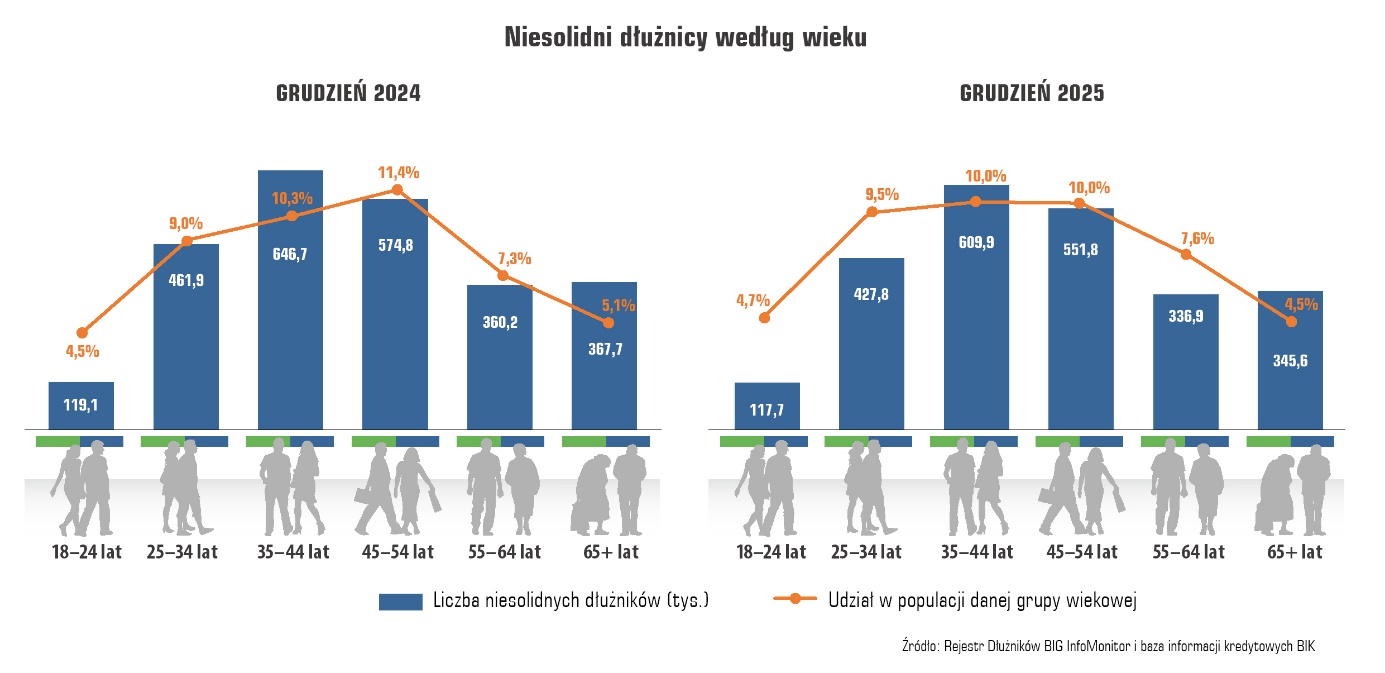 Niesolidni dłużnicy według wieku
GRUDZIEŃ 2024
11,4%
10,3%
9,0%
7,3%
5,1%
4,5%
646,7
574,8
461,9
360,2
367,7
119,1
18–24 lat
25–34 lat
35–44 lat
45–54 lat
55–64 lat
65+ lat
GRUDZIEŃ 2025
10,0%
10,0%
9,5%
7,6%
4,7%
4,5%
609,9
551,8
427,8
336,9
345,6
117,7
18–24 lat
25–34 lat
35–44 lat
45–54 lat
55–64 lat
65+ lat
Liczba niesolidnych dłużników (tys.)
Udział w populacji danej grupy wiekowej
Źródło: Rejestr Dłużników BIG InfoMonitor i baza informacji kredytowych BIK